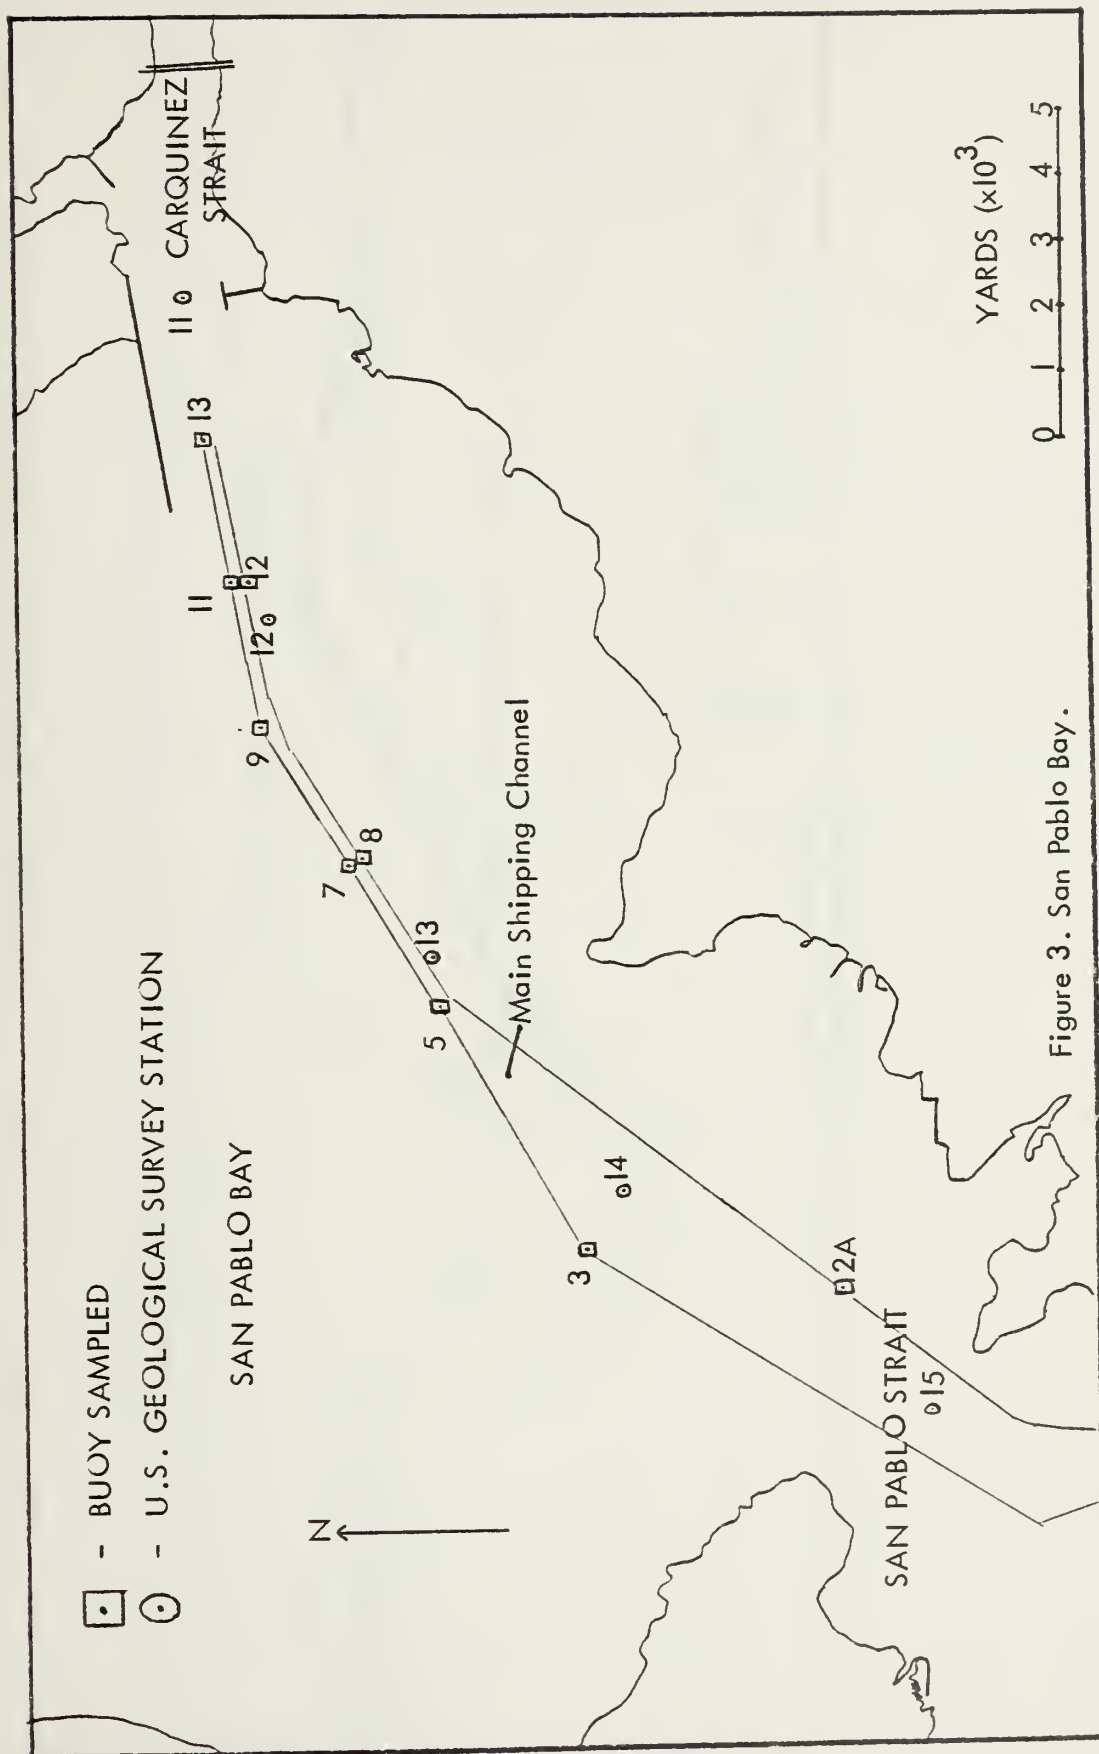 - BUOY SAMPLED
- U.S. GEOLOGICAL SURVEY STATION
SAN PABLO BAY
N
11 CARQUINEZ
STRAIT
13
11
12
12
9
7
8
13
5
Main Shipping Channel
14
3
2A
SAN PABLO STRAIT
15
YARDS (x10³)
0 1 2 3 4 5
Figure 3. San Pablo Bay.